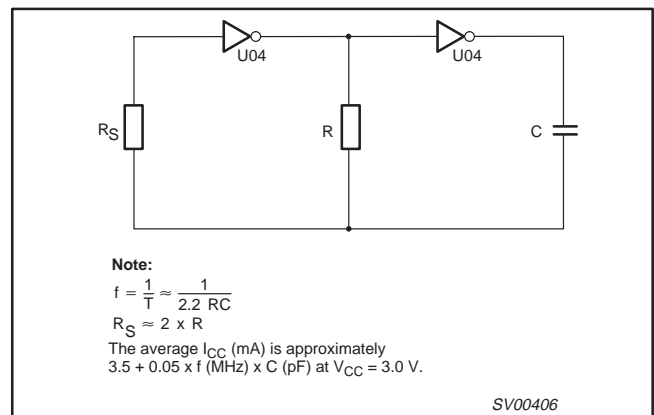 U04
U04
RS
R
C
Note:
f = 1/T ≈ 1/2.2 RC
RS ≈ 2 x R
The average ICC (mA) is approximately
3.5 + 0.05 x f (MHz) x C (pF) at VCC = 3.0 V.
SV00406